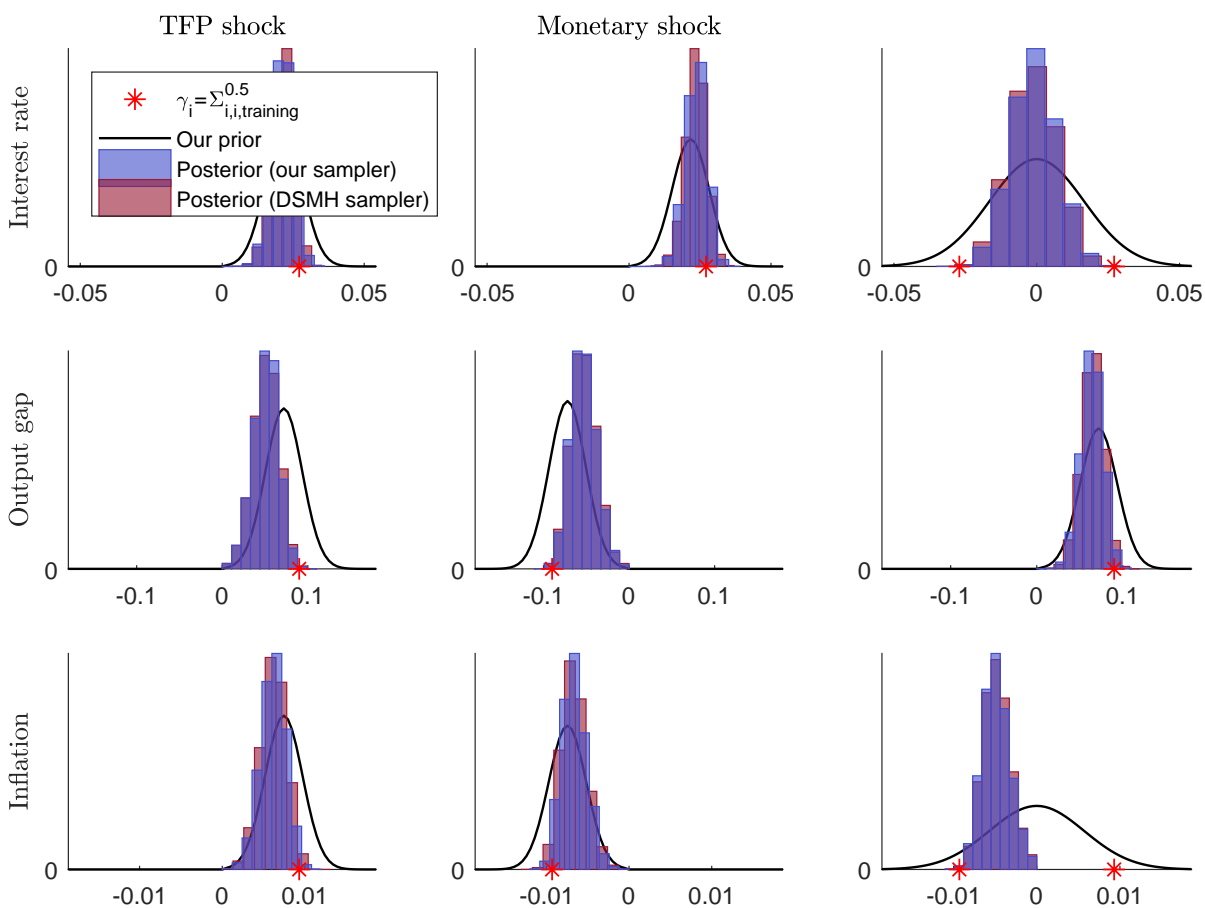 TFP shock
Monetary shock
Interest rate
γi=Σi,i,training0.5
Our prior
Posterior (our sampler)
Posterior (DSMH sampler)
0
-0.05 0 0.05
0
-0.05 0 0.05
0
-0.05 0 0.05
Output gap
0
-0.1 0 0.1
0
-0.1 0 0.1
0
-0.1 0 0.1
Inflation
0
-0.01 0 0.01
0
-0.01 0 0.01
0
-0.01 0 0.01